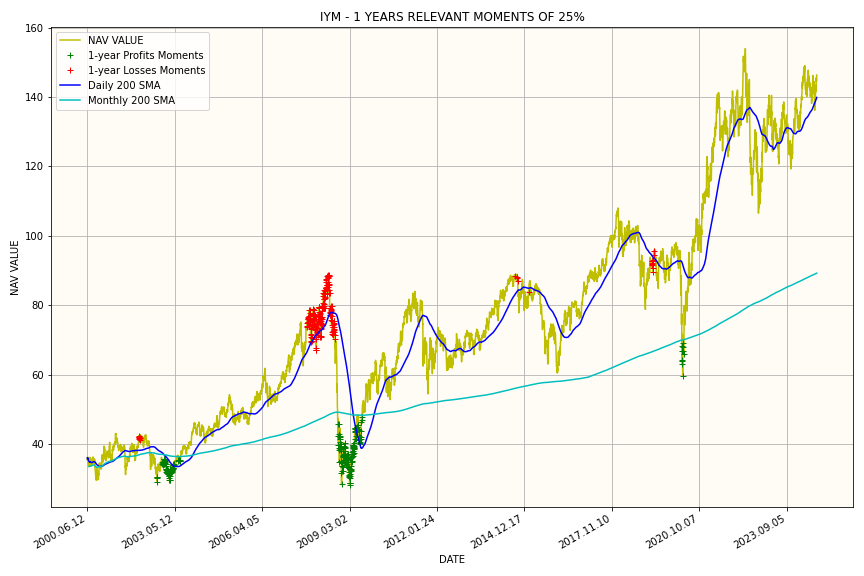 IYM - 1 YEARS RELEVANT MOMENTS OF 25%
NAV VALUE
1-year Profits Moments
1-year Losses Moments
Daily 200 SMA
Monthly 200 SMA
160
140
120
100
80
60
40
NAV VALUE
2000.06.12
2003.05.12
2006.04.05
2009.03.02
2012.01.24
2014.12.17
2017.11.10
2020.10.07
2023.09.05
DATE